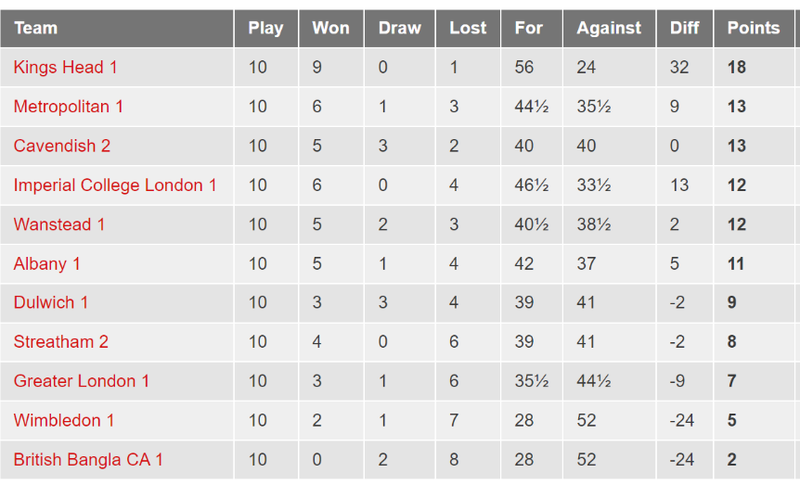 Team Play Won Draw Lost For Against Diff Points
Kings Head 1 10 9 0 1 56 24 32 18
Metropolitan 1 10 6 1 3 44½ 35½ 9 13
Cavendish 2 10 5 3 2 40 40 0 13
Imperial College London 1 10 6 0 4 46½ 33½ 13 12
Wanstead 1 10 5 2 3 40½ 38½ 2 12
Albany 1 10 5 1 4 42 37 5 11
Dulwich 1 10 3 3 4 39 41 -2 9
Streatham 2 10 4 0 6 39 41 -2 8
Greater London 1 10 3 1 6 35½ 44½ -9 7
Wimbledon 1 10 2 1 7 28 52 -24 5
British Bangla CA 1 10 0 2 8 28 52 -24 2